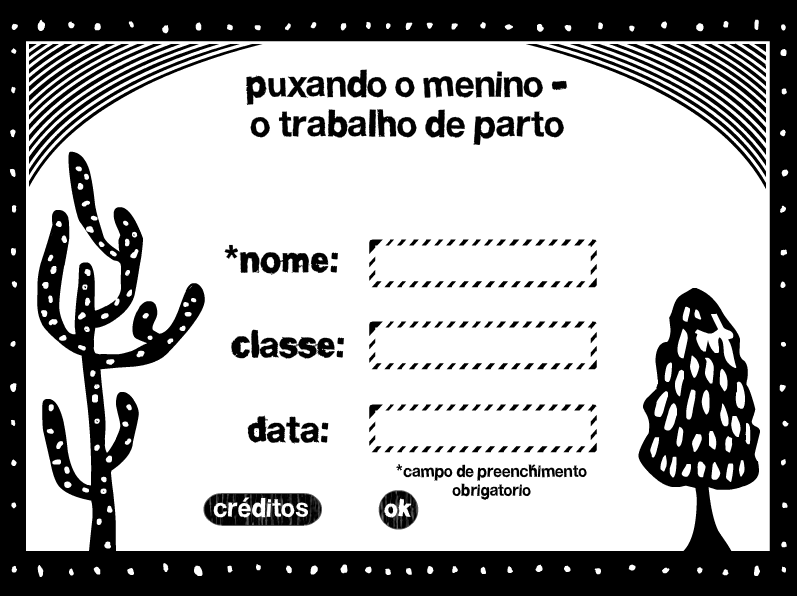 puxando o menino -
o trabalho de parto
*nome:
classe:
data:
*campo de preenchimento
obrigatorio
créditos
ok